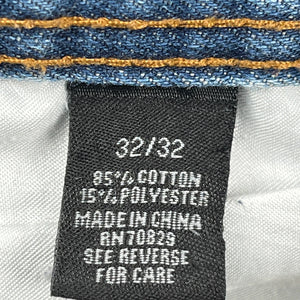 32/32
85% COTTON
15% POLYESTER
MADE IN CHINA
RN70829
SEE REVERSE
FOR CARE